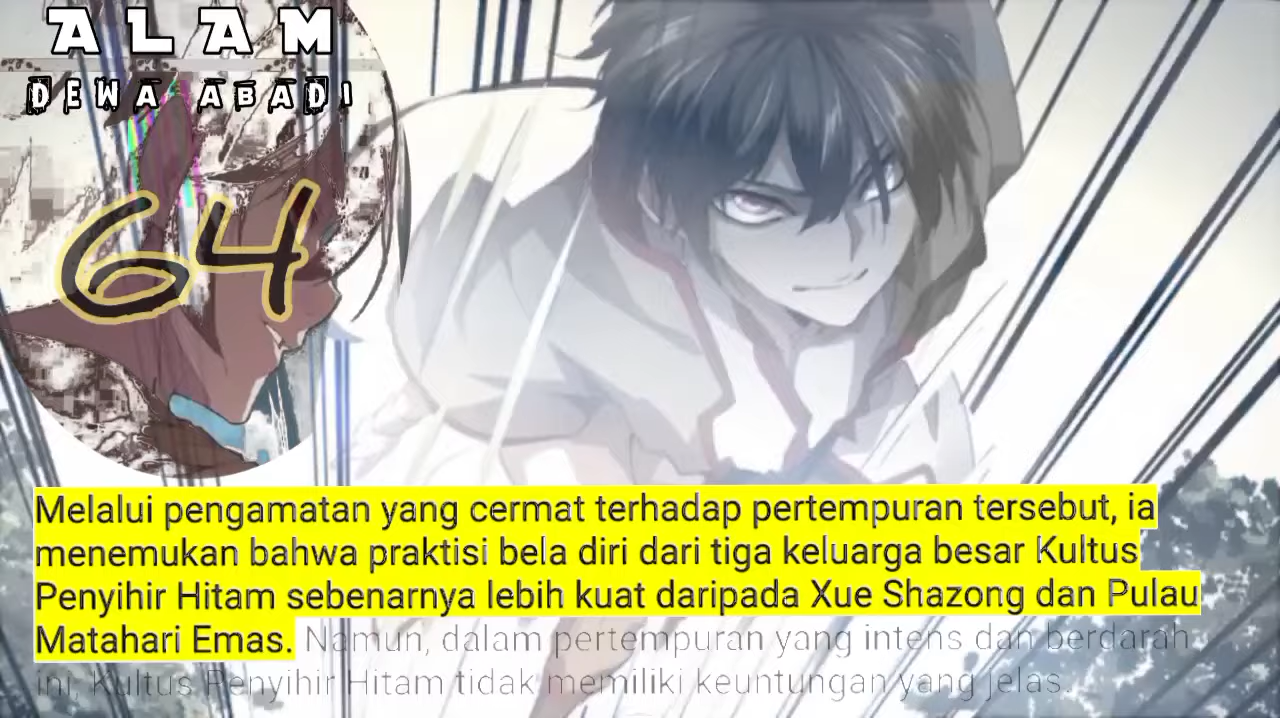 ALAM
DEWA ABADI
64
Melalui pengamatan yang cermat terhadap pertempuran tersebut, ia
menemukan bahwa praktisi bela diri dari tiga keluarga besar Kultus
Penyihir Hitam sebenarnya lebih kuat daripada Xue Shazong dan Pulau
Matahari Emas. Namun, dalam pertempuran yang intens dan berdarah
ini, Kultus Penyihir Hitam tidak memiliki keuntungan yang jelas.